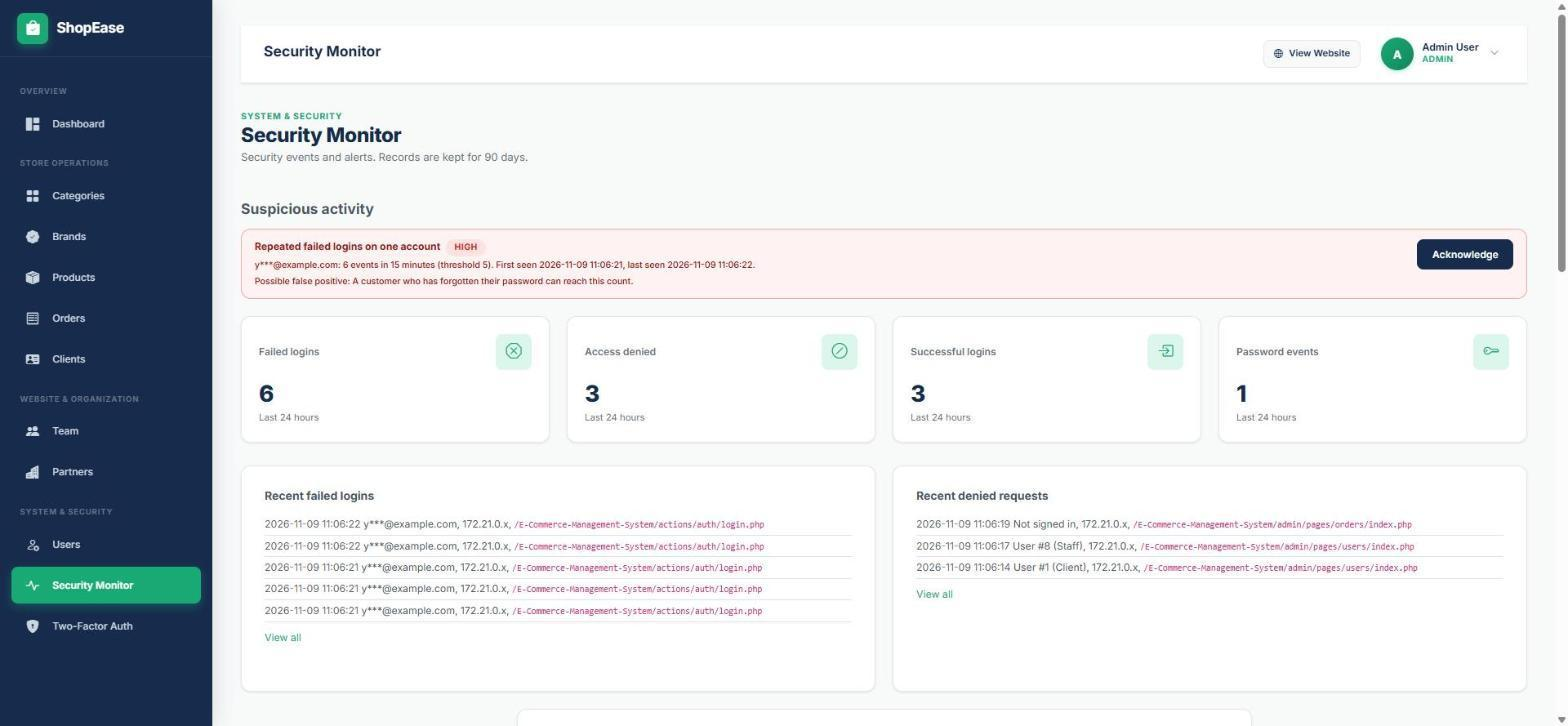 ShopEase
OVERVIEW
Dashboard
STORE OPERATIONS
Categories
Brands
Products
Orders
Clients
WEBSITE & ORGANIZATION
Team
Partners
SYSTEM & SECURITY
Users
Security Monitor
Two-Factor Auth
Security Monitor
View Website
A
Admin User
ADMIN
SYSTEM & SECURITY
Security Monitor
Security events and alerts. Records are kept for 90 days.
Suspicious activity
Repeated failed logins on one account HIGH
y***@example.com: 6 events in 15 minutes (threshold 5). First seen 2026-11-09 11:06:21, last seen 2026-11-09 11:06:22.
Possible false positive: A customer who has forgotten their password can reach this count.
Acknowledge
Failed logins
6
Last 24 hours
Access denied
3
Last 24 hours
Successful logins
3
Last 24 hours
Password events
1
Last 24 hours
Recent failed logins
2026-11-09 11:06:22 y***@example.com, 172.21.0.x, /E-Commerce-Management-System/actions/auth/login.php
2026-11-09 11:06:22 y***@example.com, 172.21.0.x, /E-Commerce-Management-System/actions/auth/login.php
2026-11-09 11:06:21 y***@example.com, 172.21.0.x, /E-Commerce-Management-System/actions/auth/login.php
2026-11-09 11:06:21 y***@example.com, 172.21.0.x, /E-Commerce-Management-System/actions/auth/login.php
2026-11-09 11:06:21 y***@example.com, 172.21.0.x, /E-Commerce-Management-System/actions/auth/login.php
View all
Recent denied requests
2026-11-09 11:06:19 Not signed in, 172.21.0.x, /E-Commerce-Management-System/admin/pages/orders/index.php
2026-11-09 11:06:17 User #8 (Staff), 172.21.0.x, /E-Commerce-Management-System/admin/pages/users/index.php
2026-11-09 11:06:14 User #1 (Client), 172.21.0.x, /E-Commerce-Management-System/admin/pages/users/index.php
View all